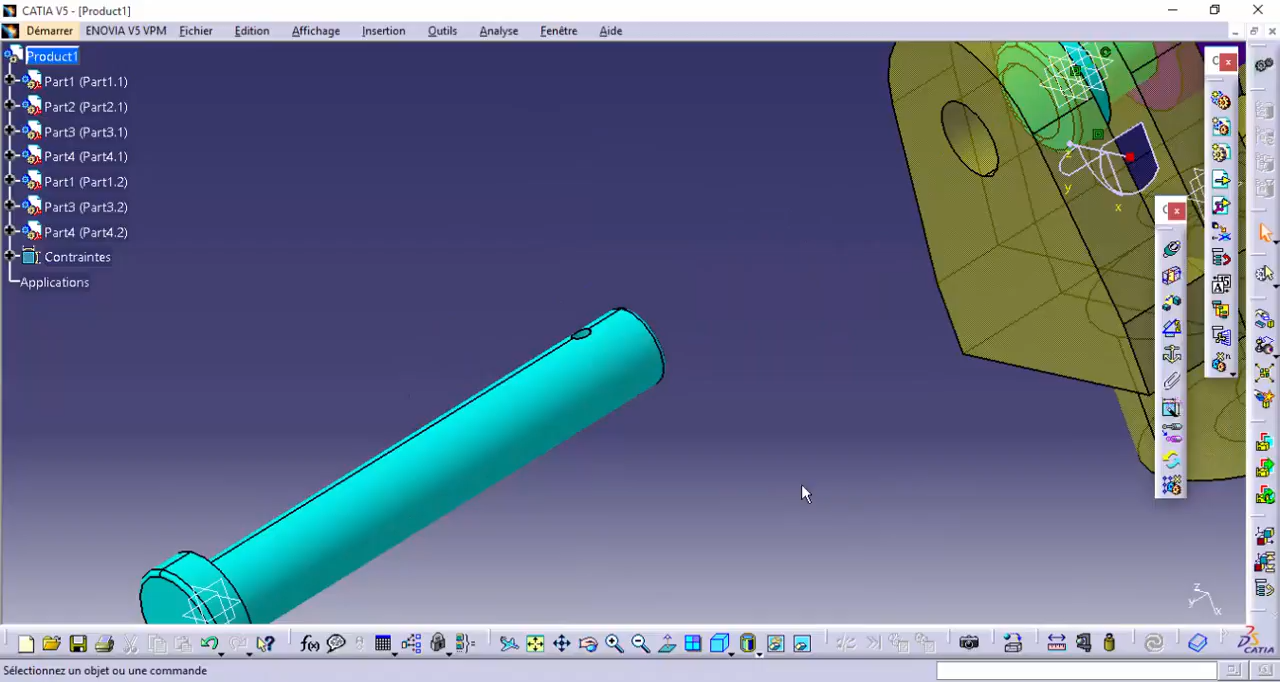 CATIA V5 - [Product1]
Démarrer ENOVIA V5 VPM Fichier Edition Affichage Insertion Outils Analyse Fenêtre Aide
Product1
Part1 (Part1.1)
Part2 (Part2.1)
Part3 (Part3.1)
Part4 (Part4.1)
Part1 (Part1.2)
Part3 (Part3.2)
Part4 (Part4.2)
Contraintes
Applications
z
y
x
z
y x
f(x)
CATIA
Sélectionnez un objet ou une commande